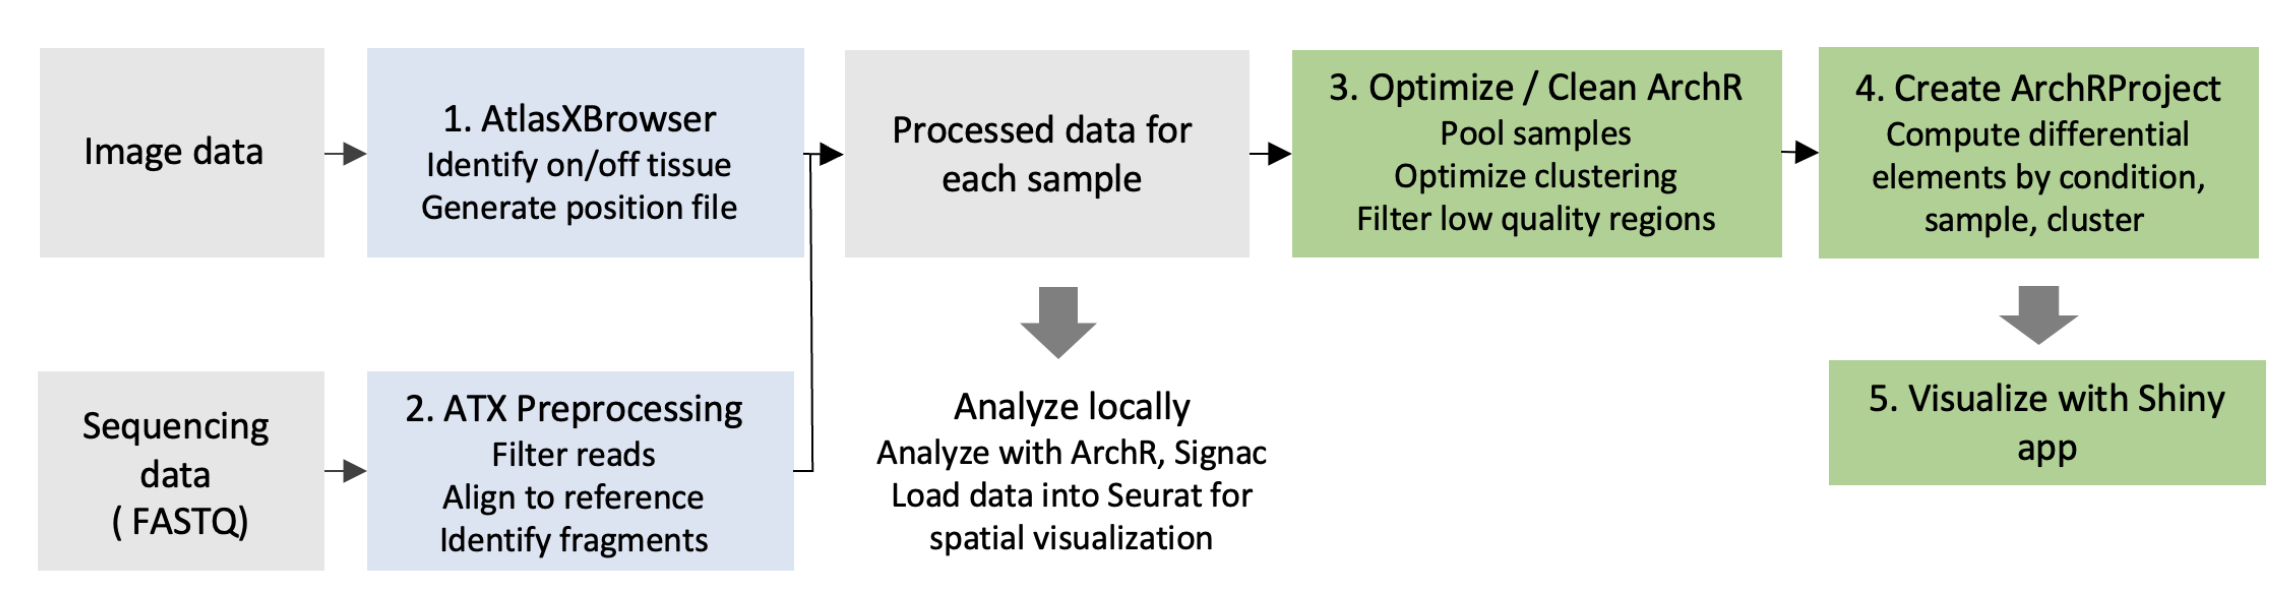 Image data
1. AtlasXBrowser
Identify on/off tissue
Generate position file
Processed data for
each sample
3. Optimize / Clean ArchR
Pool samples
Optimize clustering
Filter low quality regions
4. Create ArchRProject
Compute differential
elements by condition,
sample, cluster
Sequencing
data
( FASTQ)
2. ATX Preprocessing
Filter reads
Align to reference
Identify fragments
Analyze locally
Analyze with ArchR, Signac
Load data into Seurat for
spatial visualization
5. Visualize with Shiny
app